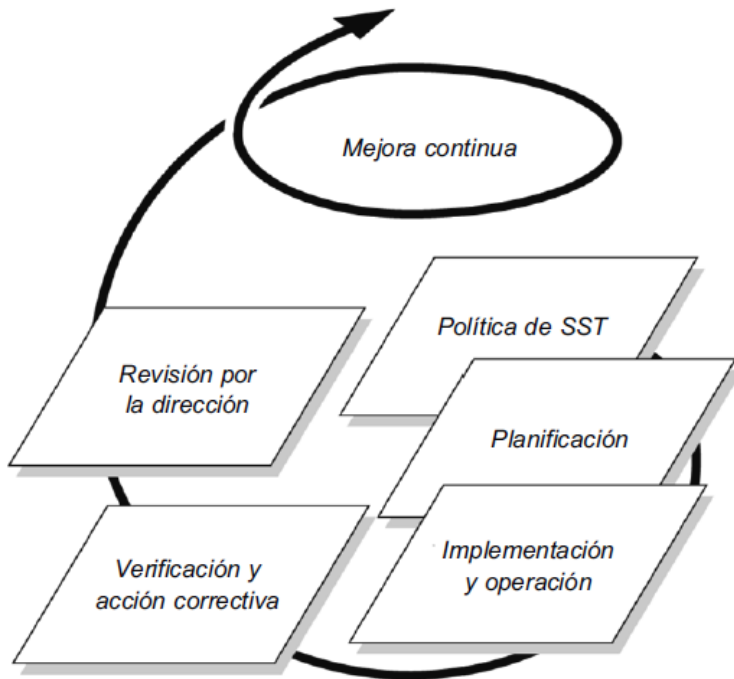 Mejora continua
Política de SST
Planificación
Implementación
y operación
Verificación y
acción correctiva
Revisión por
la dirección